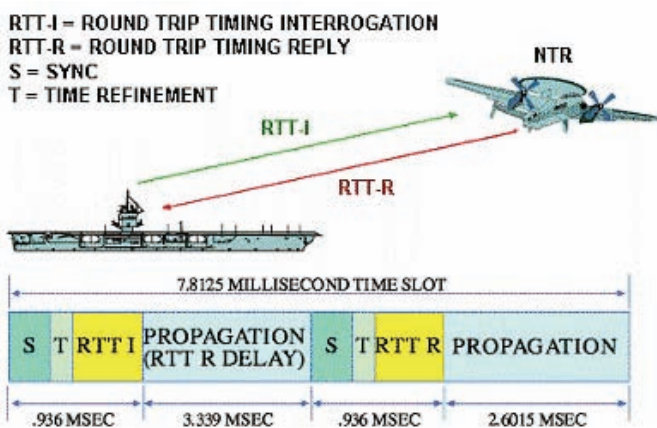 RTT-I = ROUND TRIP TIMING INTERROGATION
RTT-R = ROUND TRIP TIMING REPLY
S = SYNC
T = TIME REFINEMENT
NTR
RTT-I
RTT-R
7.8125 MILLISECOND TIME SLOT
S T RTT I PROPAGATION (RTT R DELAY) S T RTT R PROPAGATION
.936 MSEC 3.339 MSEC .936 MSEC 2.6015 MSEC